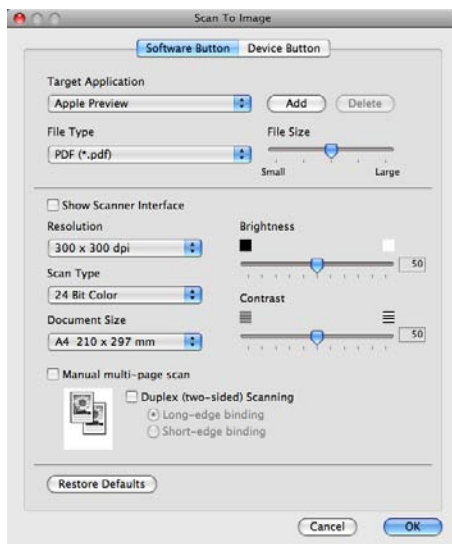 Scan To Image
Software Button Device Button
Target Application
Apple Preview Add Delete
File Type File Size
PDF (*.pdf)
Small Large
Show Scanner Interface
Resolution Brightness
300 x 300 dpi
50
Scan Type
24 Bit Color Contrast
Document Size
A4 210 x 297 mm 50
Manual multi-page scan
Duplex (two-sided) Scanning
Long-edge binding
Short-edge binding
Restore Defaults
Cancel OK